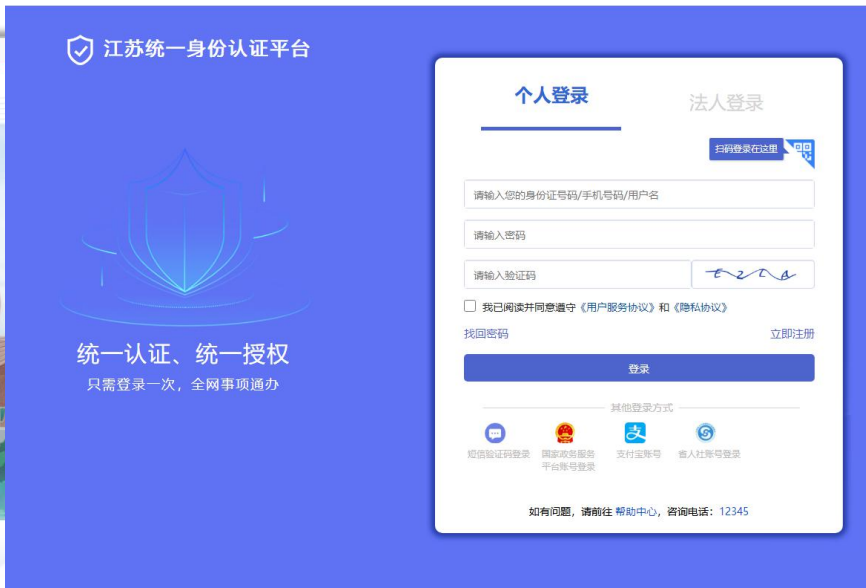 江苏统一身份认证平台
个人登录
法人登录
扫码登录在这里
请输入您的身份证号码/手机号码/用户名
请输入密码
请输入验证码
我已阅读并同意遵守《用户服务协议》和《隐私协议》
找回密码
立即注册
登录
其他登录方式
短信验证码登录
国家政务服务
平台账号登录
支付宝账号
省人社账号登录
如有问题，请前往 帮助中心，咨询电话：12345
统一认证、统一授权
只需登录一次，全网事项通办